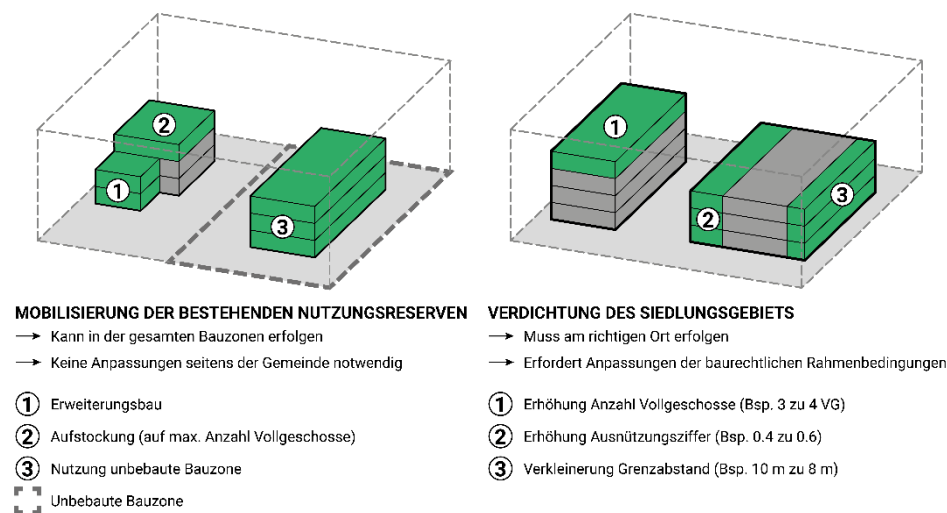 2
1
3
1
2
3
MOBILISIERUNG DER BESTEHENDEN NUTZUNGSRESERVEN
→ Kann in der gesamten Bauzonen erfolgen
→ Keine Anpassungen seitens der Gemeinde notwendig
1 Erweiterungsbau
2 Aufstockung (auf max. Anzahl Vollgeschosse)
3 Nutzung unbebaute Bauzone
Unbebaute Bauzone
VERDICHTUNG DES SIEDLUNGSGEBIETS
→ Muss am richtigen Ort erfolgen
→ Erfordert Anpassungen der baurechtlichen Rahmenbedingungen
1 Erhöhung Anzahl Vollgeschosse (Bsp. 3 zu 4 VG)
2 Erhöhung Ausnützungsziffer (Bsp. 0.4 zu 0.6)
3 Verkleinerung Grenzabstand (Bsp. 10 m zu 8 m)